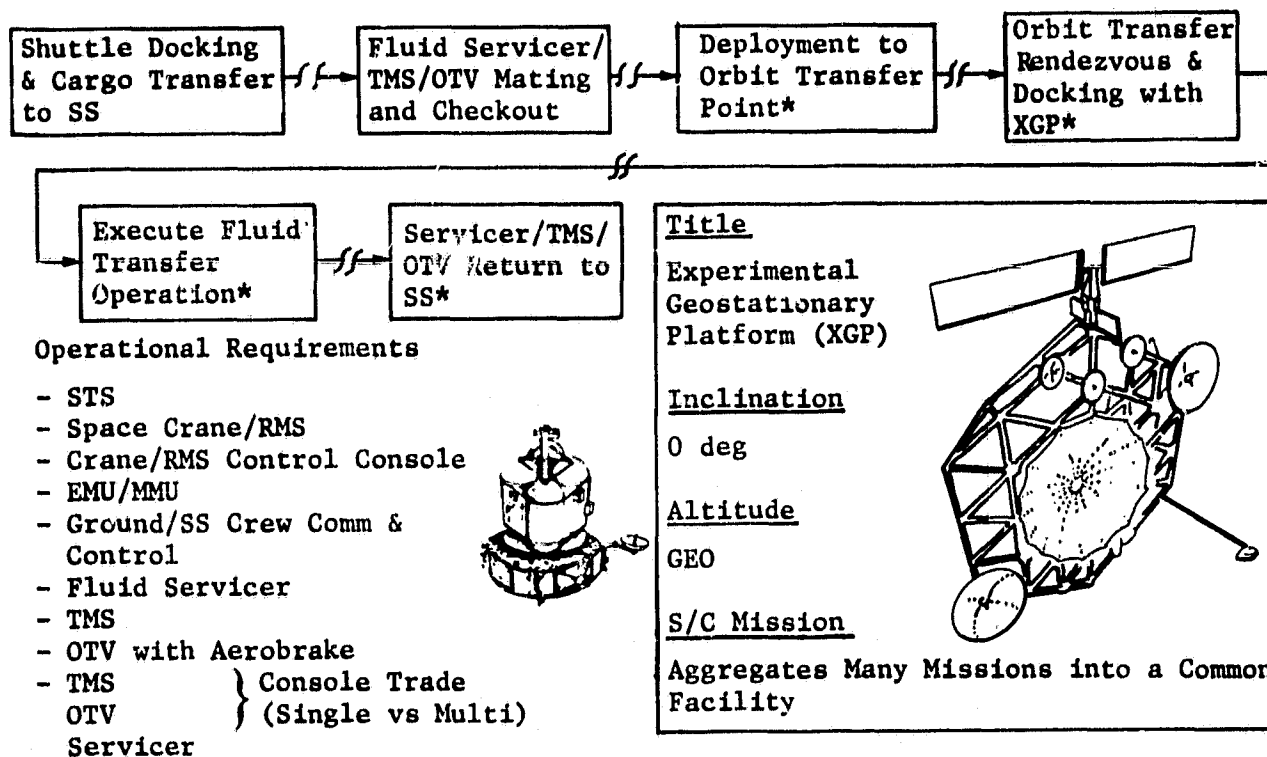 Shuttle Docking
& Cargo Transfer
to SS
Fluid Servicer/
TMS/OTV Mating
and Checkout
Deployment to
Orbit Transfer
Point*
Orbit Transfer
Rendezvous &
Docking with
XGP*
Execute Fluid
Transfer
Operation*
Servicer/TMS/
OTV Return to
SS*
Operational Requirements
- STS
- Space Crane/RMS
- Crane/RMS Control Console
- EMU/MMU
- Ground/SS Crew Comm &
Control
- Fluid Servicer
- TMS
- OTV with Aerobrake
- TMS } Console Trade
OTV } (Single vs Multi)
Servicer
Title
Experimental
Geostationary
Platform (XGP)
Inclination
0 deg
Altitude
GEO
S/C Mission
Aggregates Many Missions into a Common
Facility